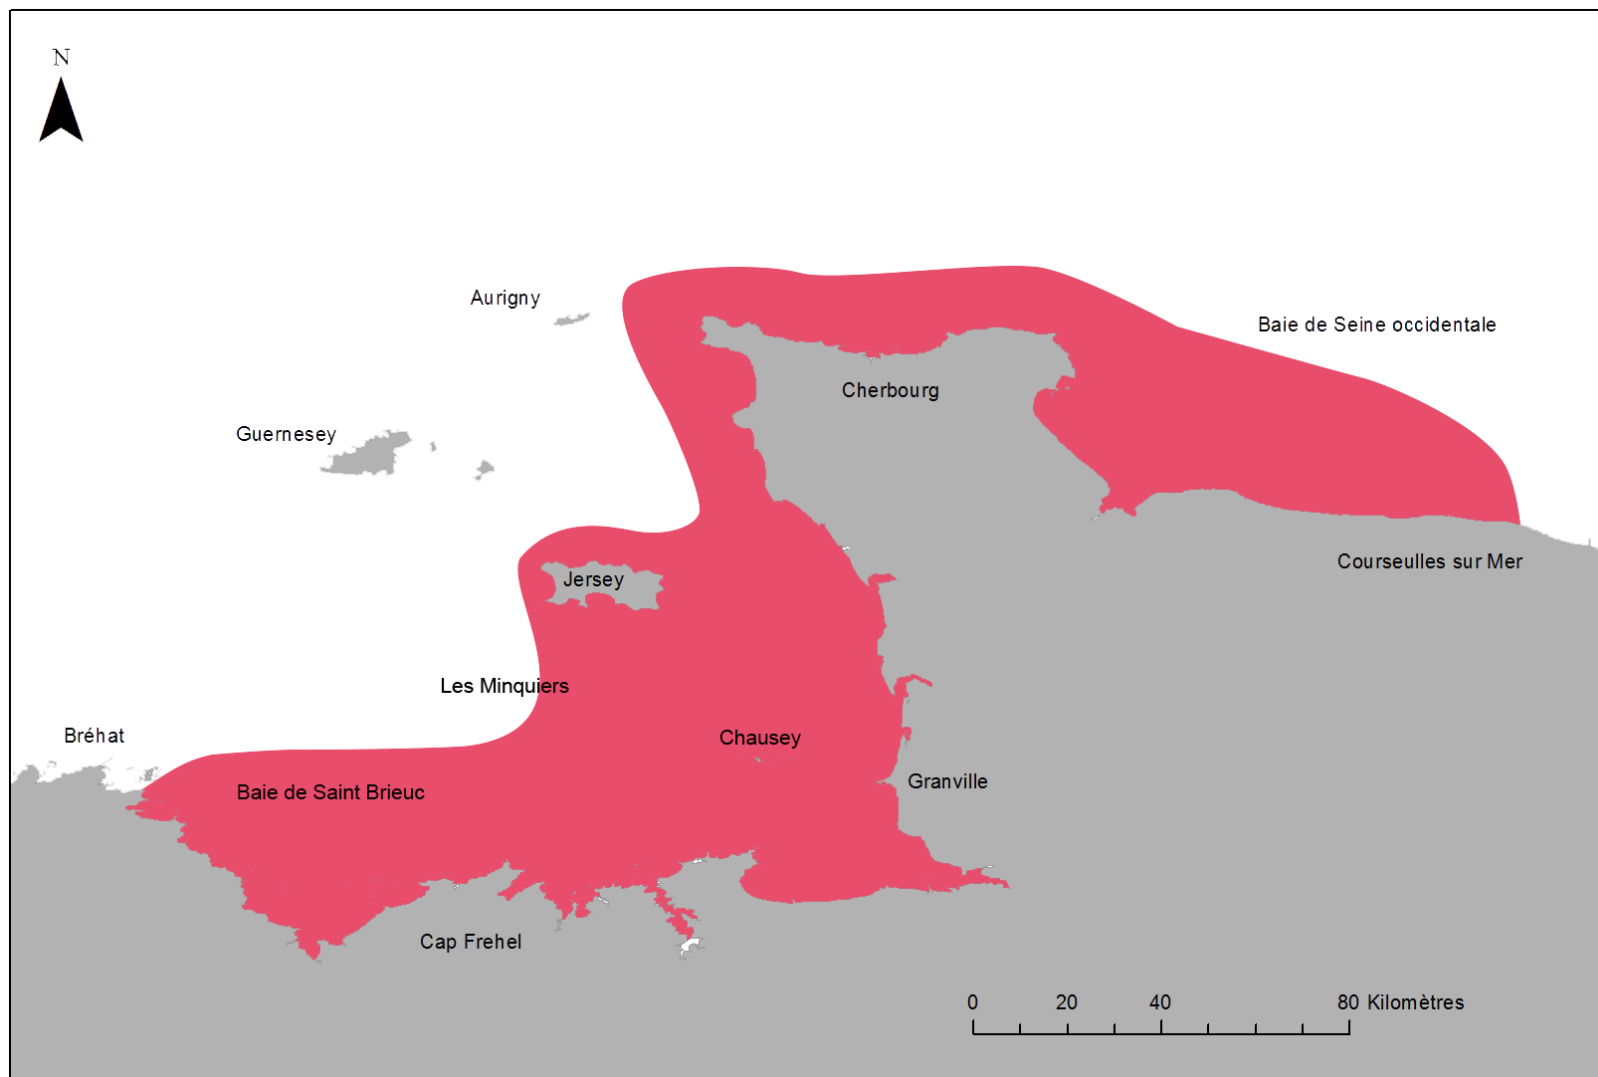 N
Aurigny
Baie de Seine occidentale
Cherbourg
Guernesey
Courseulles sur Mer
Jersey
Les Minquiers
Bréhat
Chausey
Granville
Baie de Saint Brieuc
Cap Frehel
0 20 40 80 Kilomètres